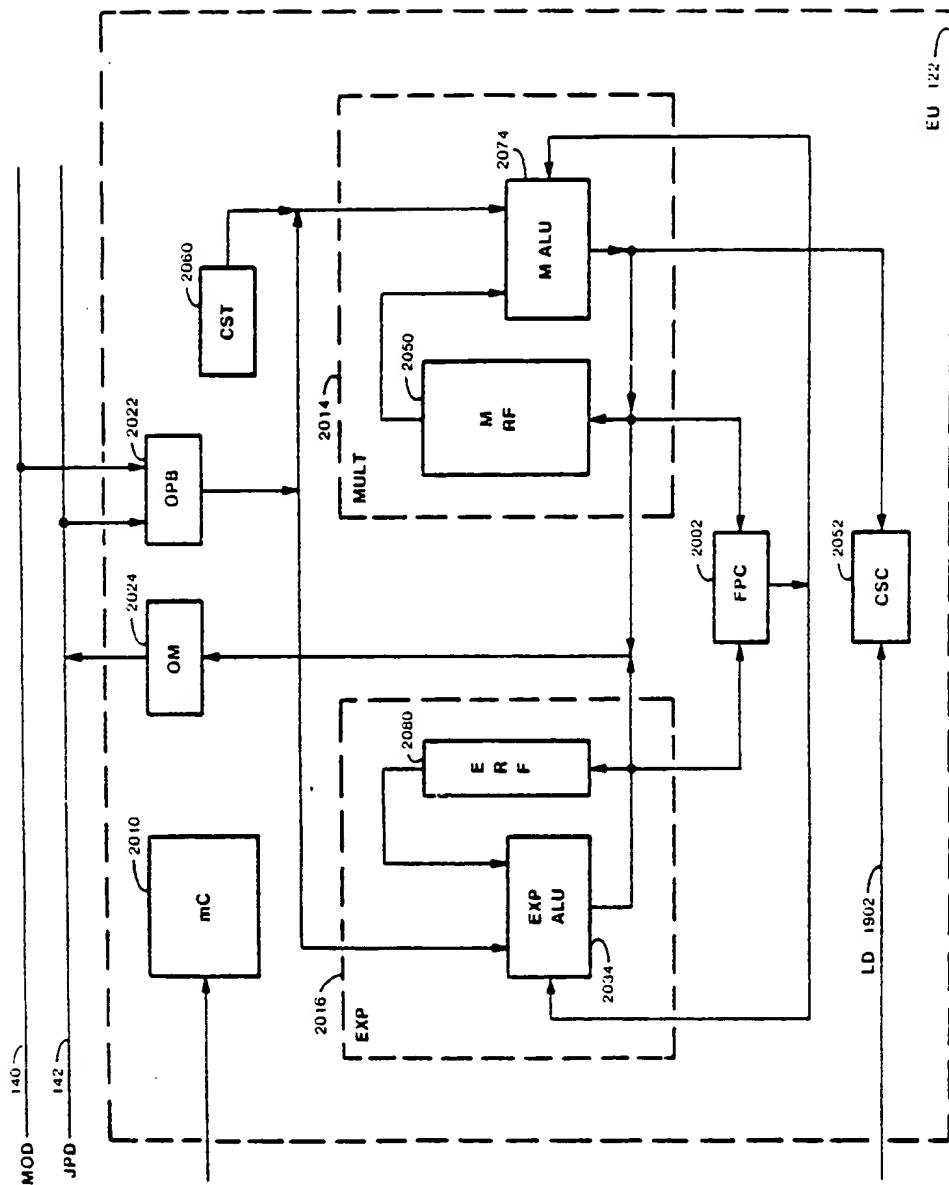 MOD
140
JPD
142
mC
2010
OM
2024
OPB
2022
CST
2060
2016
EXP
EXP
ALU
2034
E
R
F
2080
2014
MULT
M
RF
2050
M ALU
2074
FPC
2002
CSC
2052
LD 1902
EU 122